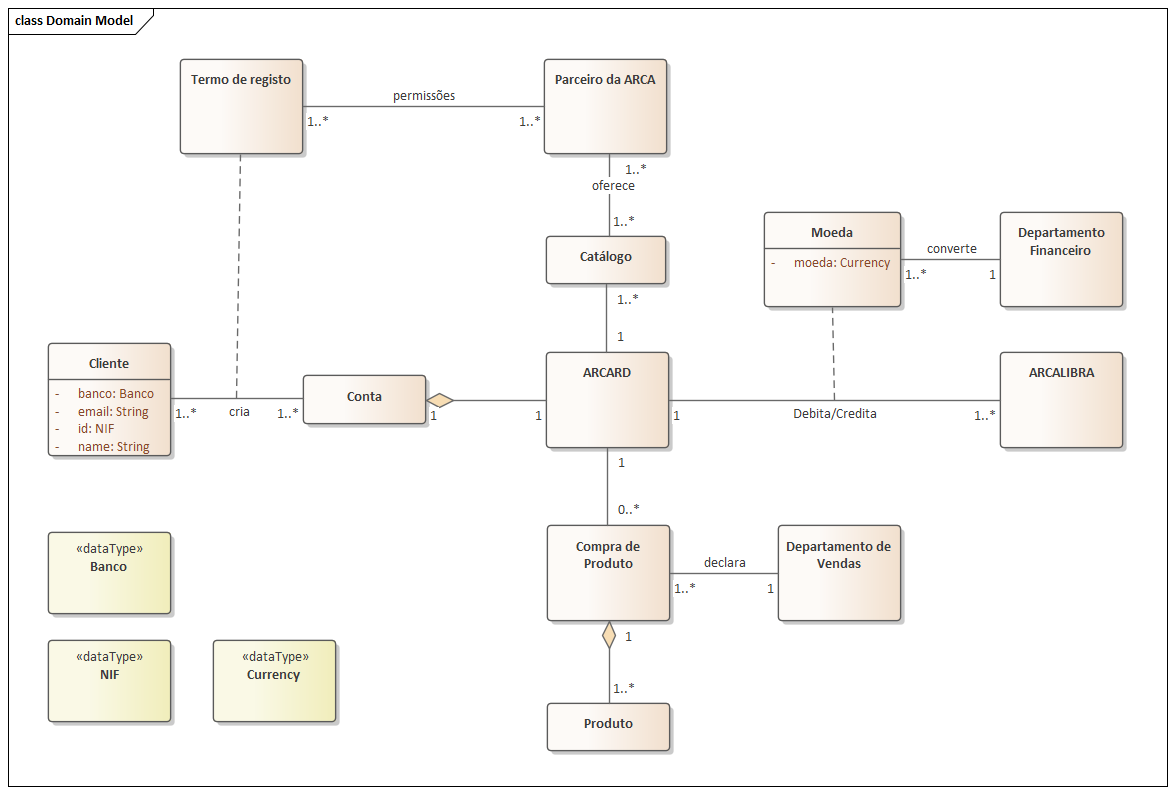 class Domain Model
Termo de registo
permissões
1..*
1..*
Parceiro da ARCA
1..*
oferece
1..*
Catálogo
1..*
1
Moeda
- moeda: Currency
converte
1..*
1
Departamento
Financeiro
Cliente
- banco: Banco
- email: String
- id: NIF
- name: String
1..*
cria
1..*
Conta
1
1
ARCARD
1
Debita/Credita
1..*
ARCALIBRA
1
0..*
Compra de
Produto
declara
1..*
1
Departamento de
Vendas
1
1..*
Produto
«dataType»
Banco
«dataType»
NIF
«dataType»
Currency